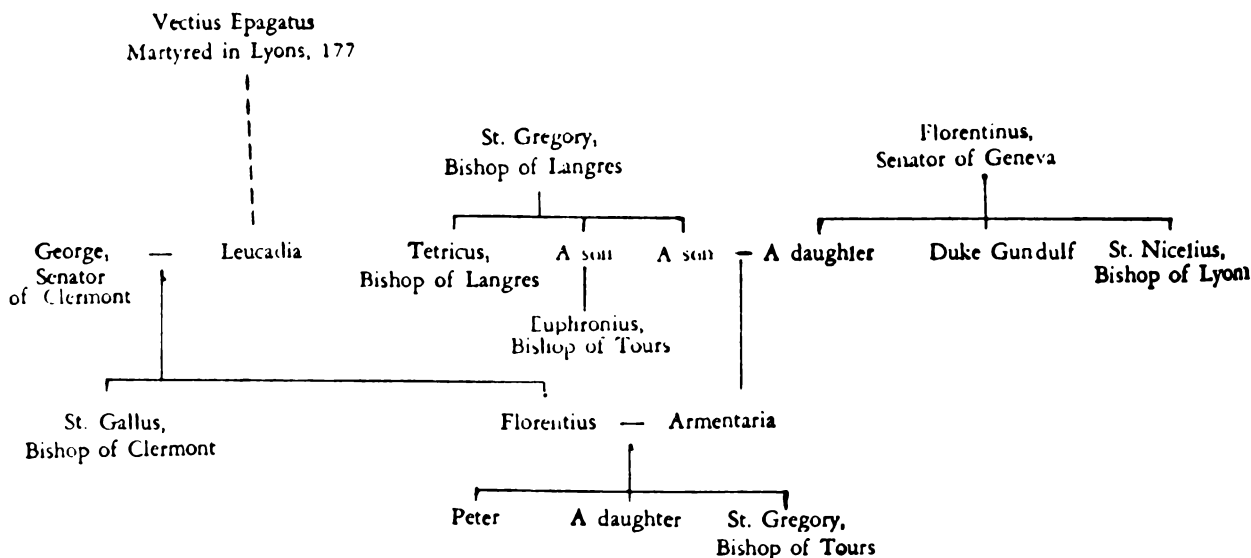 Vectius Epagatus
Martyred in Lyons, 177
St. Gregory,
Bishop of Langres
Florentinus,
Senator of Geneva
George,
Senator
of Clermont
—
Leucadia
Tetricus,
Bishop of Langres
A son
A son
—
A daughter
Duke Gundulf
St. Nicelius,
Bishop of Lyons
Euphronius,
Bishop of Tours
St. Gallus,
Bishop of Clermont
Florentius — Armentaria
Peter
A daughter
St. Gregory,
Bishop of Tours